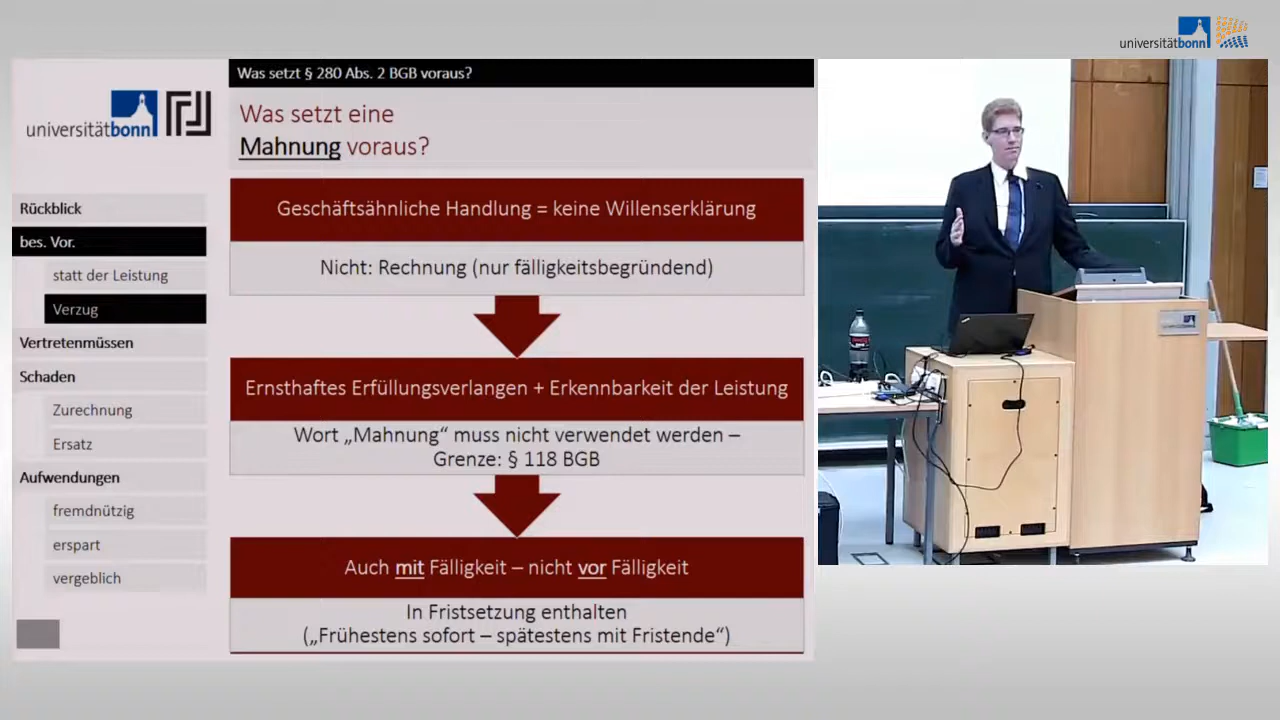 universitätbonn
Was setzt § 280 Abs. 2 BGB voraus?
universitätbonn
Was setzt eine
Mahnung voraus?
Rückblick
bes. Vor.
statt der Leistung
Verzug
Vertretenmüssen
Schaden
Zurechnung
Ersatz
Aufwendungen
fremdnützig
erspart
vergeblich
Geschäftsähnliche Handlung = keine Willenserklärung
Nicht: Rechnung (nur fälligkeitsbegründend)
Ernsthaftes Erfüllungsverlangen + Erkennbarkeit der Leistung
Wort „Mahnung“ muss nicht verwendet werden –
Grenze: § 118 BGB
Auch mit Fälligkeit – nicht vor Fälligkeit
In Fristsetzung enthalten
(„Frühestens sofort – spätestens mit Fristende“)